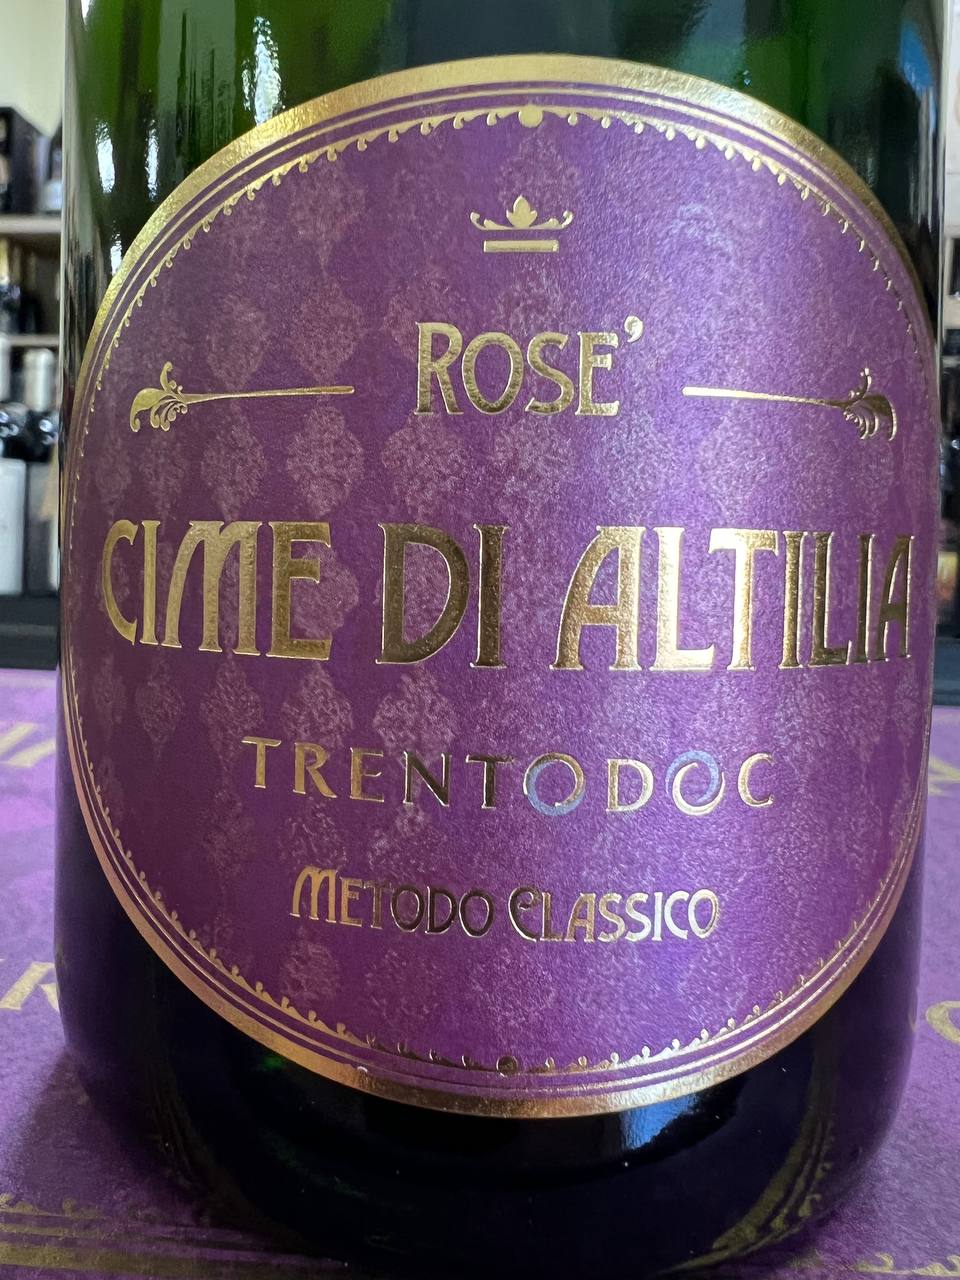 ROSE'
CIME DI ALTILIA
TRENTODOC
METODO CLASSICO